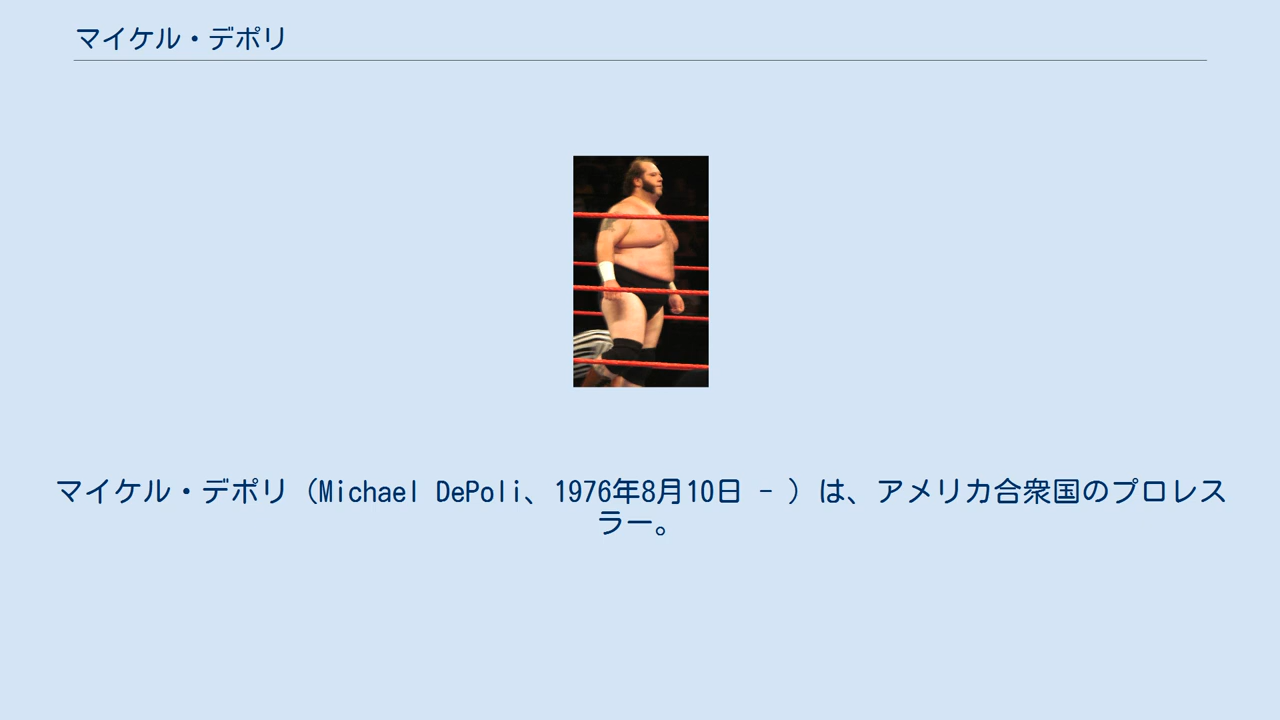 マイケル・デポリ
マイケル・デポリ（Michael DePoli、1976年8月10日 - ）は、アメリカ合衆国のプロレス
ラー。